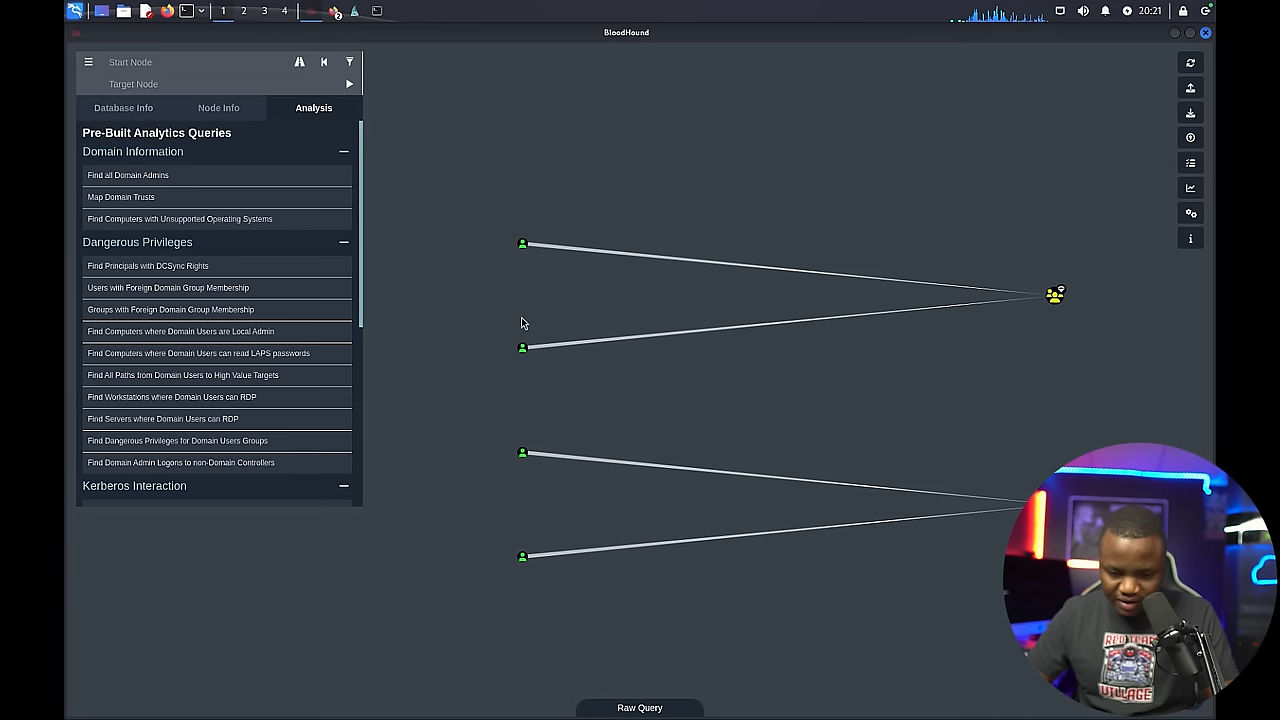 1 2 3 4
2
20:21
BloodHound
Start Node
Target Node
Database Info Node Info Analysis
Pre-Built Analytics Queries
Domain Information
Find all Domain Admins
Map Domain Trusts
Find Computers with Unsupported Operating Systems
Dangerous Privileges
Find Principals with DCSync Rights
Users with Foreign Domain Group Membership
Groups with Foreign Domain Group Membership
Find Computers where Domain Users are Local Admin
Find Computers where Domain Users can read LAPS passwords
Find All Paths from Domain Users to High Value Targets
Find Workstations where Domain Users can RDP
Find Servers where Domain Users can RDP
Find Dangerous Privileges for Domain Users Groups
Find Domain Admin Logons to non-Domain Controllers
Kerberos Interaction
RED TEAM
VILLAGE
Raw Query